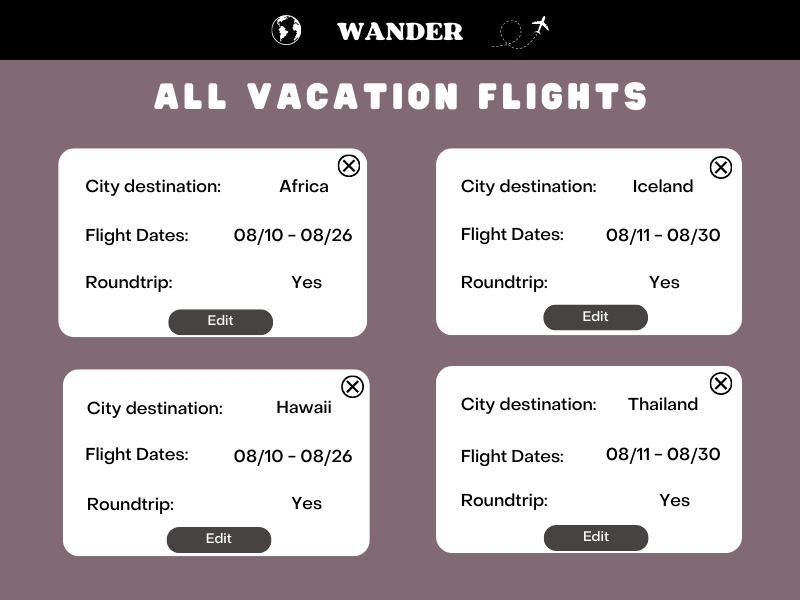 WANDER
ALL VACATION FLIGHTS
City destination: Africa
Flight Dates: 08/10 - 08/26
Roundtrip: Yes
Edit
City destination: Iceland
Flight Dates: 08/11 - 08/30
Roundtrip: Yes
Edit
City destination: Hawaii
Flight Dates: 08/10 - 08/26
Roundtrip: Yes
Edit
City destination: Thailand
Flight Dates: 08/11 - 08/30
Roundtrip: Yes
Edit